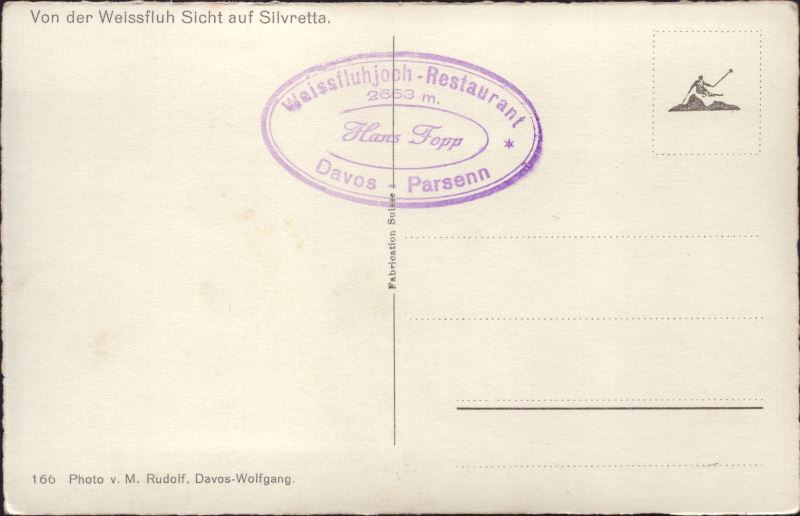 Von der Weissfluh Sicht auf Silvretta.
Weissfluhjoch-Restaurant
2663 m.
Hans Fopp
Davos - Parsenn *
Fabrication Suisse
166 Photo v. M. Rudolf, Davos-Wolfgang.